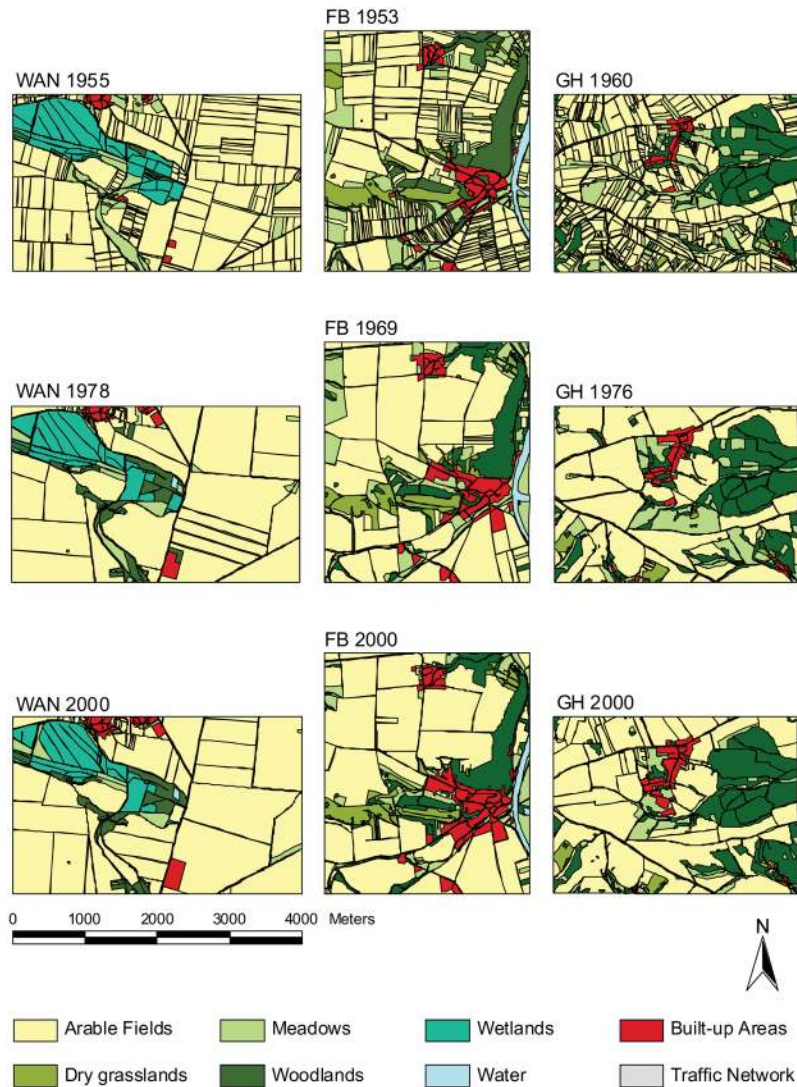 FB 1953
WAN 1955
GH 1960
FB 1969
WAN 1978
GH 1976
FB 2000
WAN 2000
GH 2000
0 1000 2000 3000 4000 Meters
N
Arable Fields Meadows Wetlands Built-up Areas
Dry grasslands Woodlands Water Traffic Network